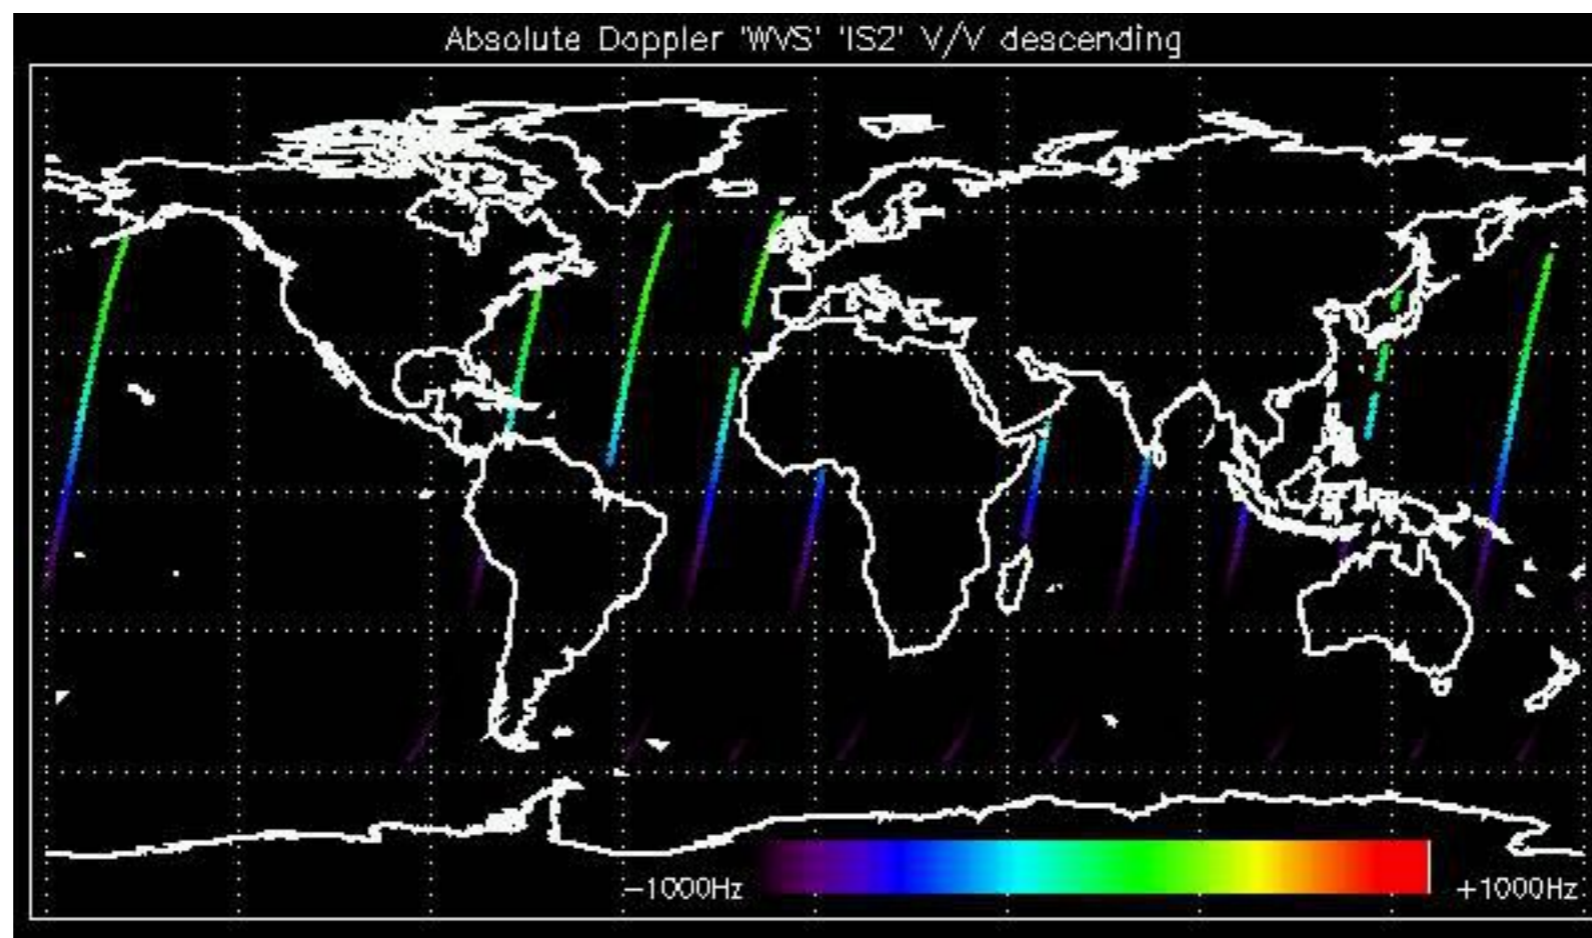 Absolute Doppler 'WVS' 'IS2' V/V descending
−1000Hz +1000Hz